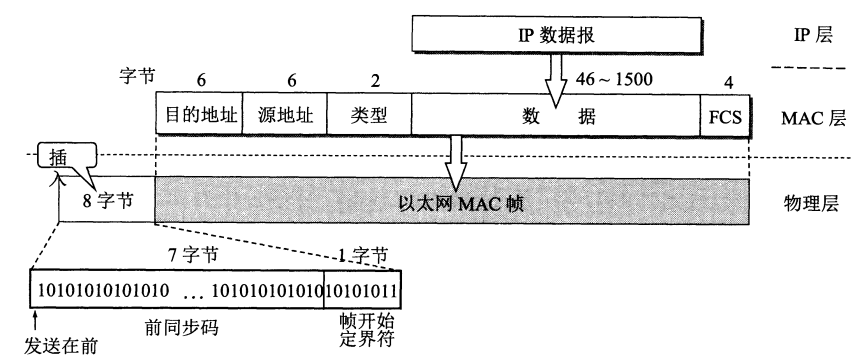 IP 数据报
IP 层
字节
6
6
2
46~1500
4
目的地址
源地址
类型
数 据
FCS
MAC 层
插入
8 字节
以太网 MAC 帧
物理层
7 字节
1 字节
10101010101010 ... 101010101010
10101011
发送在前
前同步码
帧开始
定界符